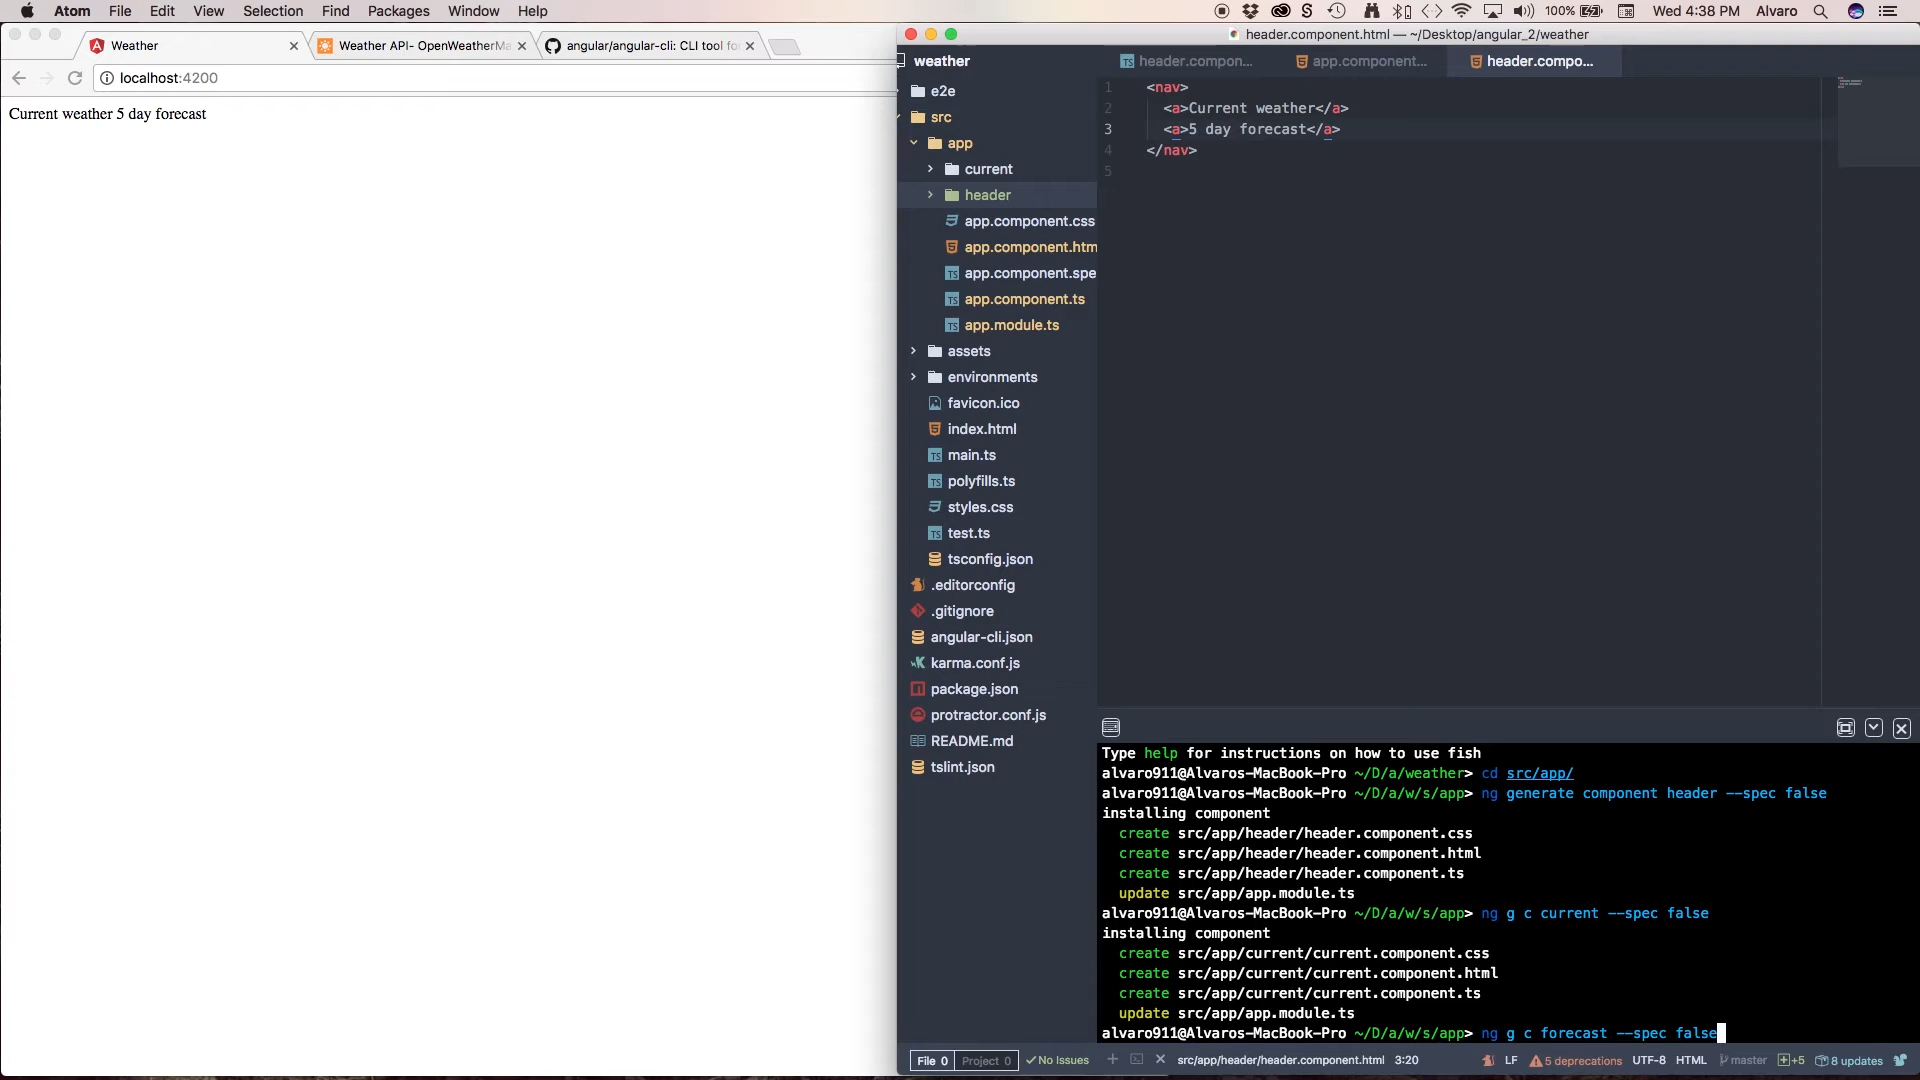 Atom File Edit View Selection Find Packages Window Help
100% Wed 4:38 PM Alvaro
Weather
Weather API- OpenWeatherMa
angular/angular-cli: CLI tool fo
localhost:4200
Current weather 5 day forecast
header.component.html — ~/Desktop/angular_2/weather
weather
e2e
src
app
current
header
app.component.css
app.component.htm
app.component.spe
app.component.ts
app.module.ts
assets
environments
favicon.ico
index.html
main.ts
polyfills.ts
styles.css
test.ts
tsconfig.json
.editorconfig
.gitignore
angular-cli.json
karma.conf.js
package.json
protractor.conf.js
README.md
tslint.json
header.compon...
app.component...
header.compo...
1 <nav>
2 <a>Current weather</a>
3 <a>5 day forecast</a>
4 </nav>
5
Type help for instructions on how to use fish
alvaro911@Alvaros-MacBook-Pro ~/D/a/weather> cd src/app/
alvaro911@Alvaros-MacBook-Pro ~/D/a/w/s/app> ng generate component header --spec false
installing component
create src/app/header/header.component.css
create src/app/header/header.component.html
create src/app/header/header.component.ts
update src/app/app.module.ts
alvaro911@Alvaros-MacBook-Pro ~/D/a/w/s/app> ng g c current --spec false
installing component
create src/app/current/current.component.css
create src/app/current/current.component.html
create src/app/current/current.component.ts
update src/app/app.module.ts
alvaro911@Alvaros-MacBook-Pro ~/D/a/w/s/app> ng g c forecast --spec false
File 0 Project 0 No Issues src/app/header/header.component.html 3:20 LF 5 deprecations UTF-8 HTML master +5 8 updates